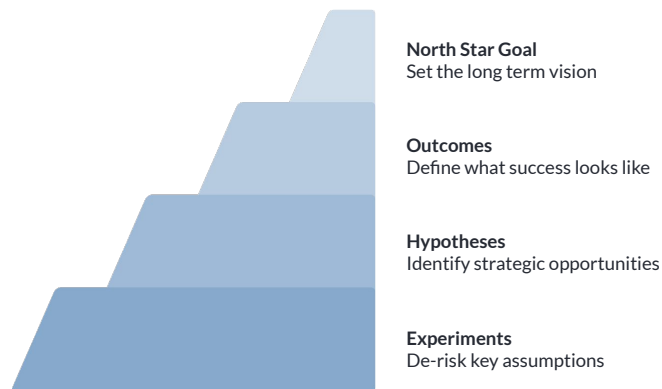 North Star Goal
Set the long term vision
Outcomes
Define what success looks like
Hypotheses
Identify strategic opportunities
Experiments
De-risk key assumptions